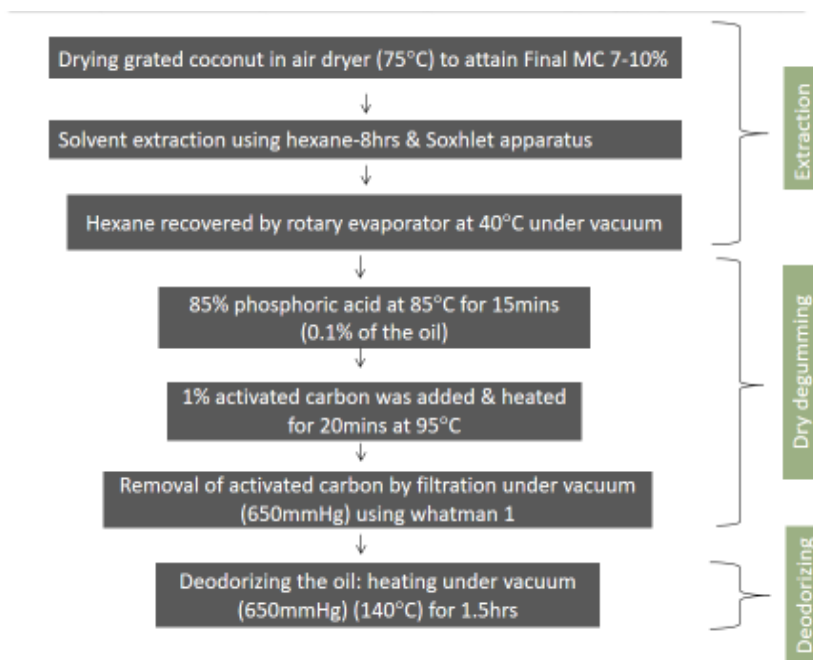 Drying grated coconut in air dryer (75°C) to attain Final MC 7-10%
Solvent extraction using hexane-8hrs & Soxhlet apparatus
Hexane recovered by rotary evaporator at 40°C under vacuum
Extraction
85% phosphoric acid at 85°C for 15mins
(0.1% of the oil)
1% activated carbon was added & heated
for 20mins at 95°C
Removal of activated carbon by filtration under vacuum
(650mmHg) using whatman 1
Dry degumming
Deodorizing the oil: heating under vacuum
(650mmHg) (140°C) for 1.5hrs
Deodorizing